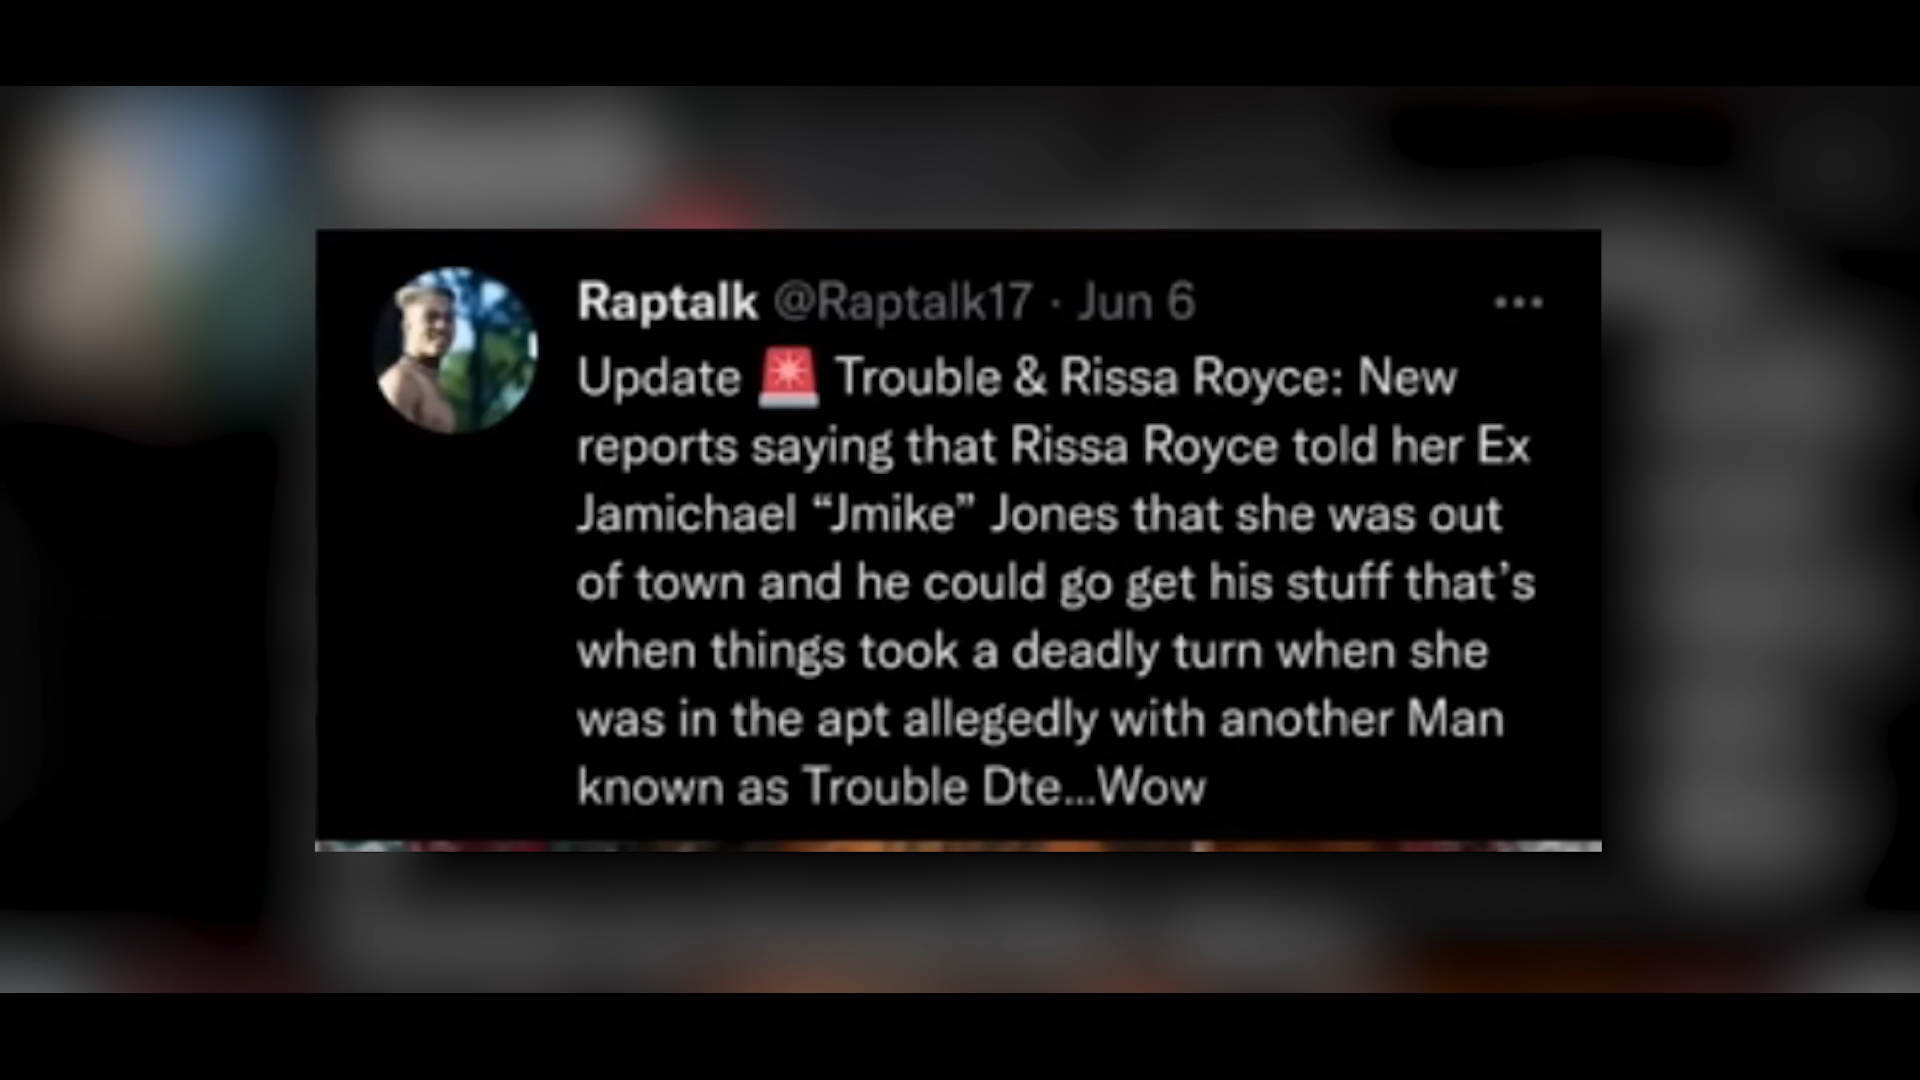 Raptalk @Raptalk17 · Jun 6
Update 🚨 Trouble & Rissa Royce: New
reports saying that Rissa Royce told her Ex
Jamichael “Jmike” Jones that she was out
of town and he could go get his stuff that’s
when things took a deadly turn when she
was in the apt allegedly with another Man
known as Trouble Dte...Wow